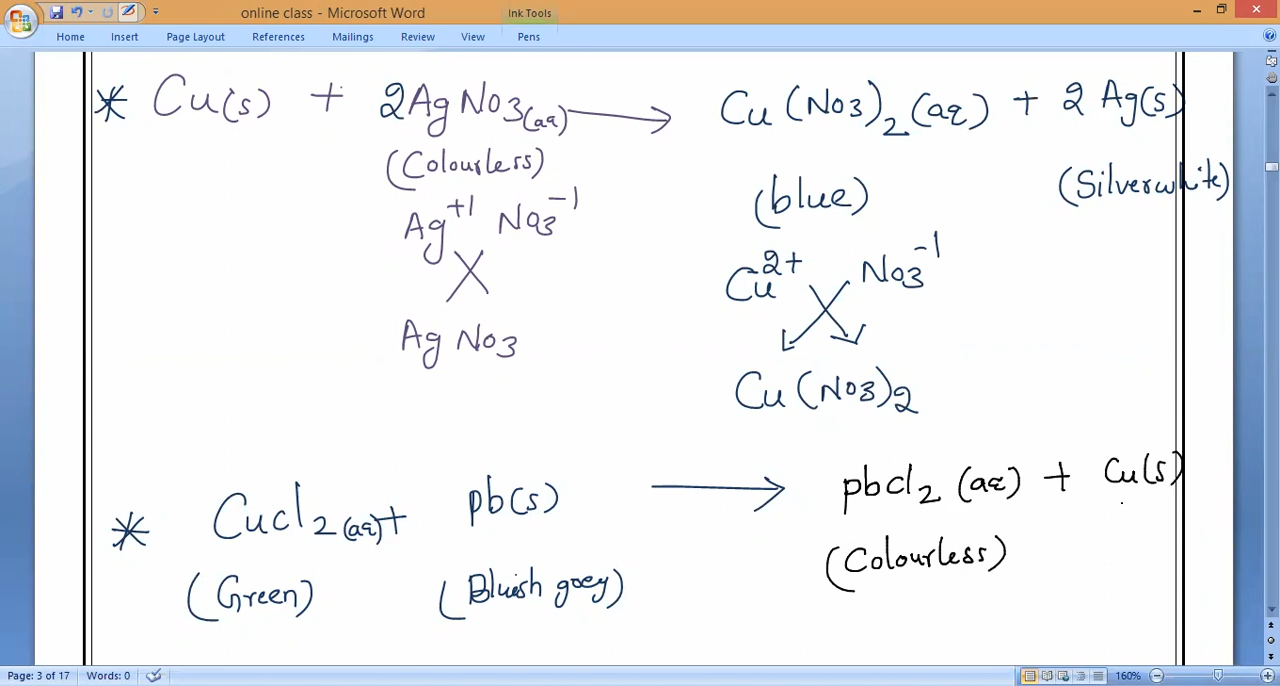 online class - Microsoft Word
Ink Tools
Home Insert Page Layout References Mailings Review View Pens
* Cu(s) + 2AgNO3(aq) → Cu(NO3)2(aq) + 2Ag(s)
(Colourless) (blue) (Silverwhite)
Ag+1 NO3-1 Cu2+ NO3-1
AgNO3 Cu(NO3)2
* Cucl2(aq)+ pb(s) → pbcl2(aq) + Cu(s)
(Green) (Bluish grey) (Colourless)
Page: 3 of 17 Words: 0 160%